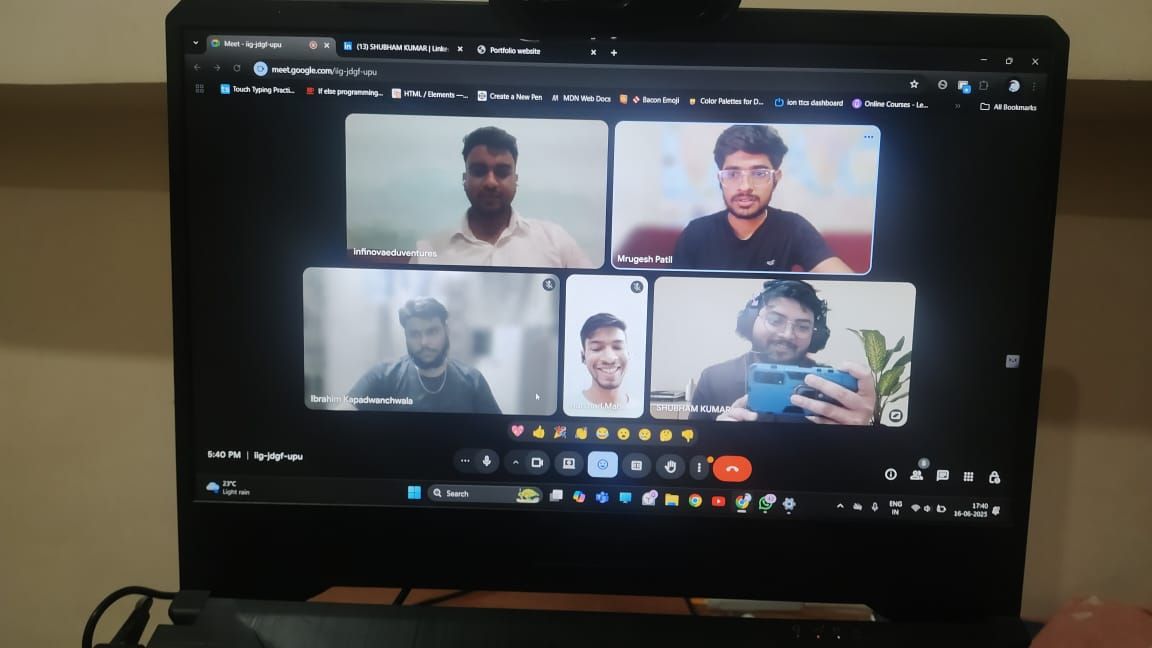 Meet - iig-jdgf-upu
(13) SHUBHAM KUMAR | Linke
Portfolio website
meet.google.com/iig-jdgf-upu
Touch Typing Practi...
If else programming...
HTML / Elements —...
Create a New Pen
MDN Web Docs
Bacon Emoji
Color Palettes for D...
ion ttcs dashboard
Online Courses - Le...
All Bookmarks
infinovaeduventures
Mrugesh Patil
Ibrahim Kapadwanchwala
SHUBHAM KUMAR
5:40 PM | iig-jdgf-upu
23°C
Light rain
Search
ENG
IN
17:40
16-06-2025